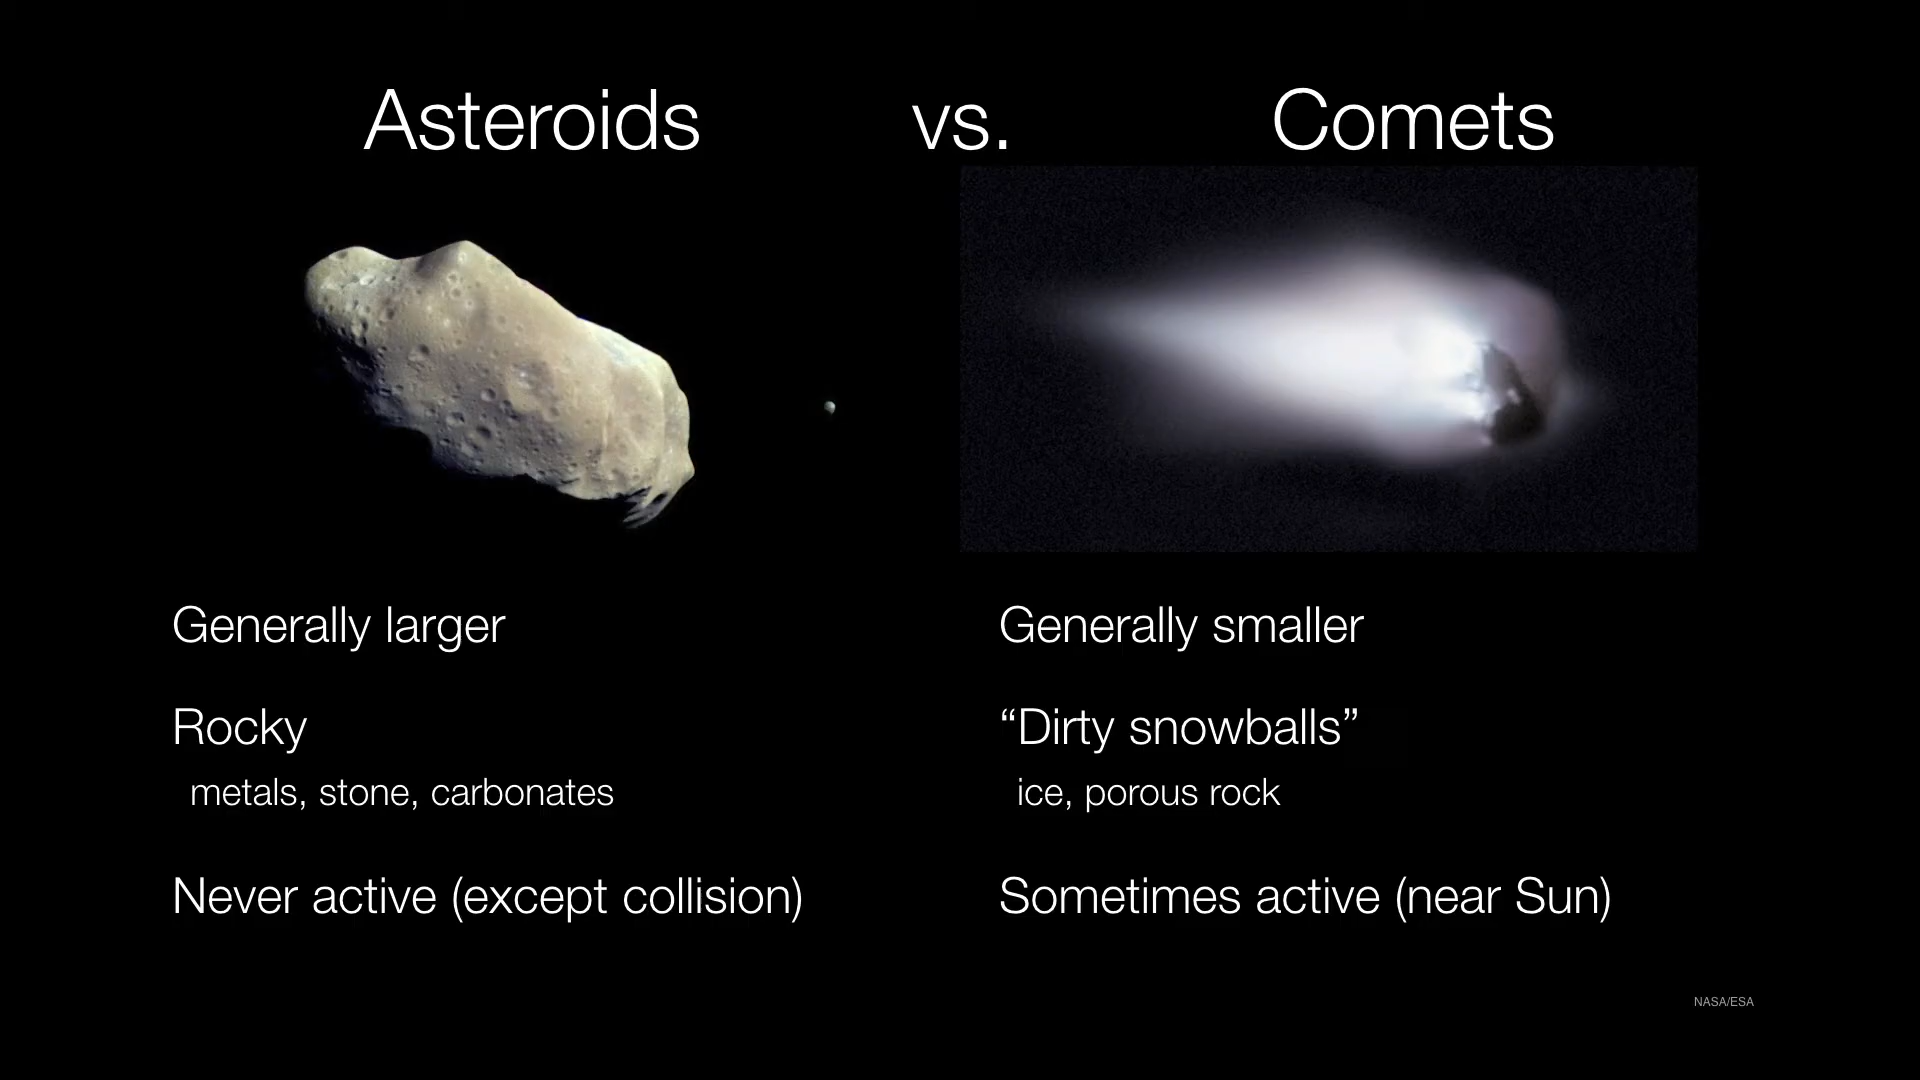 Asteroids vs. Comets
Generally larger
Rocky
metals, stone, carbonates
Never active (except collision)
Generally smaller
“Dirty snowballs”
ice, porous rock
Sometimes active (near Sun)
NASA/ESA